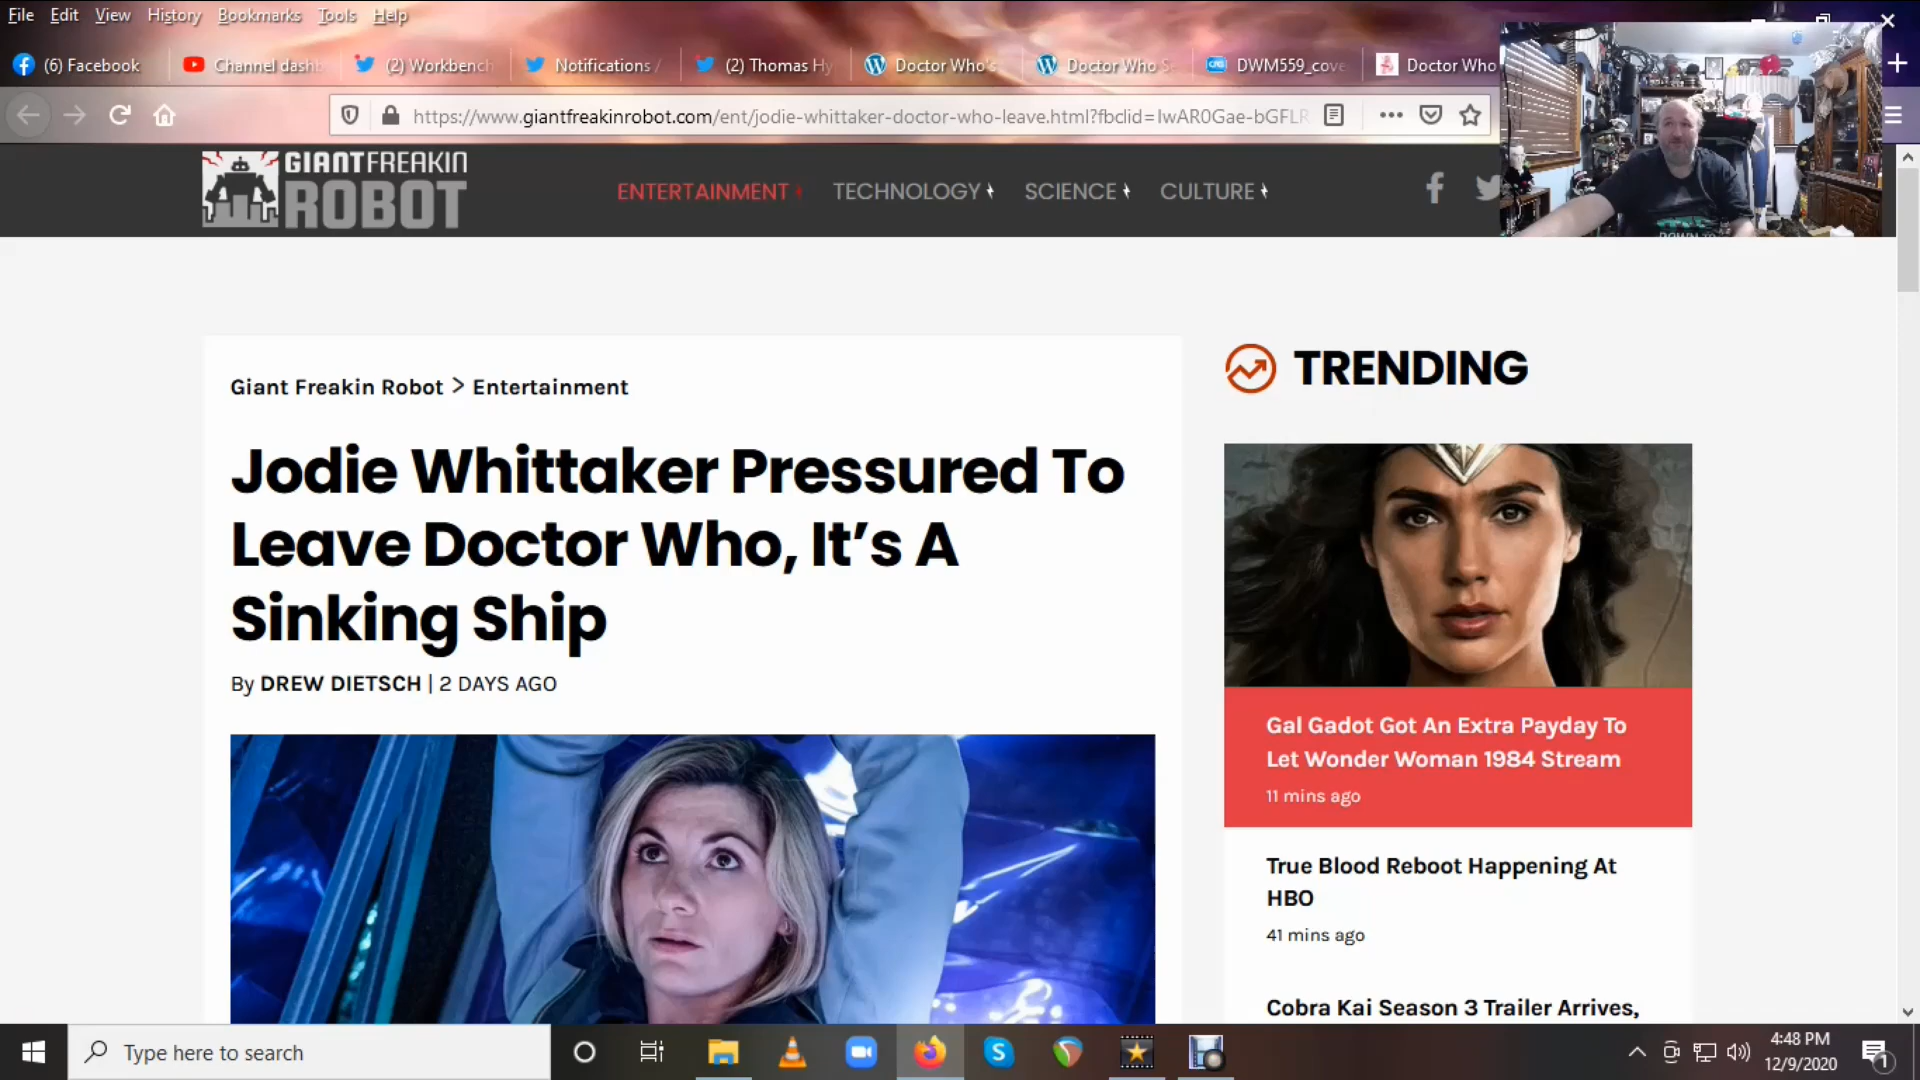 File Edit View History Bookmarks Tools Help
(6) Facebook
Channel dashb
(2) Workbench
Notifications /
(2) Thomas Hy
Doctor Who's
Doctor Who S
DWM559_cove
Doctor Who
https://www.giantfreakinrobot.com/ent/jodie-whittaker-doctor-who-leave.html?fbclid=IwAR0Gae-bGFLR
GIANT FREAKIN
ROBOT
ENTERTAINMENT
TECHNOLOGY
SCIENCE
CULTURE
Giant Freakin Robot > Entertainment
Jodie Whittaker Pressured To
Leave Doctor Who, It's A
Sinking Ship
By DREW DIETSCH | 2 DAYS AGO
TRENDING
Gal Gadot Got An Extra Payday To
Let Wonder Woman 1984 Stream
11 mins ago
True Blood Reboot Happening At
HBO
41 mins ago
Cobra Kai Season 3 Trailer Arrives,
Type here to search
4:48 PM
12/9/2020
1